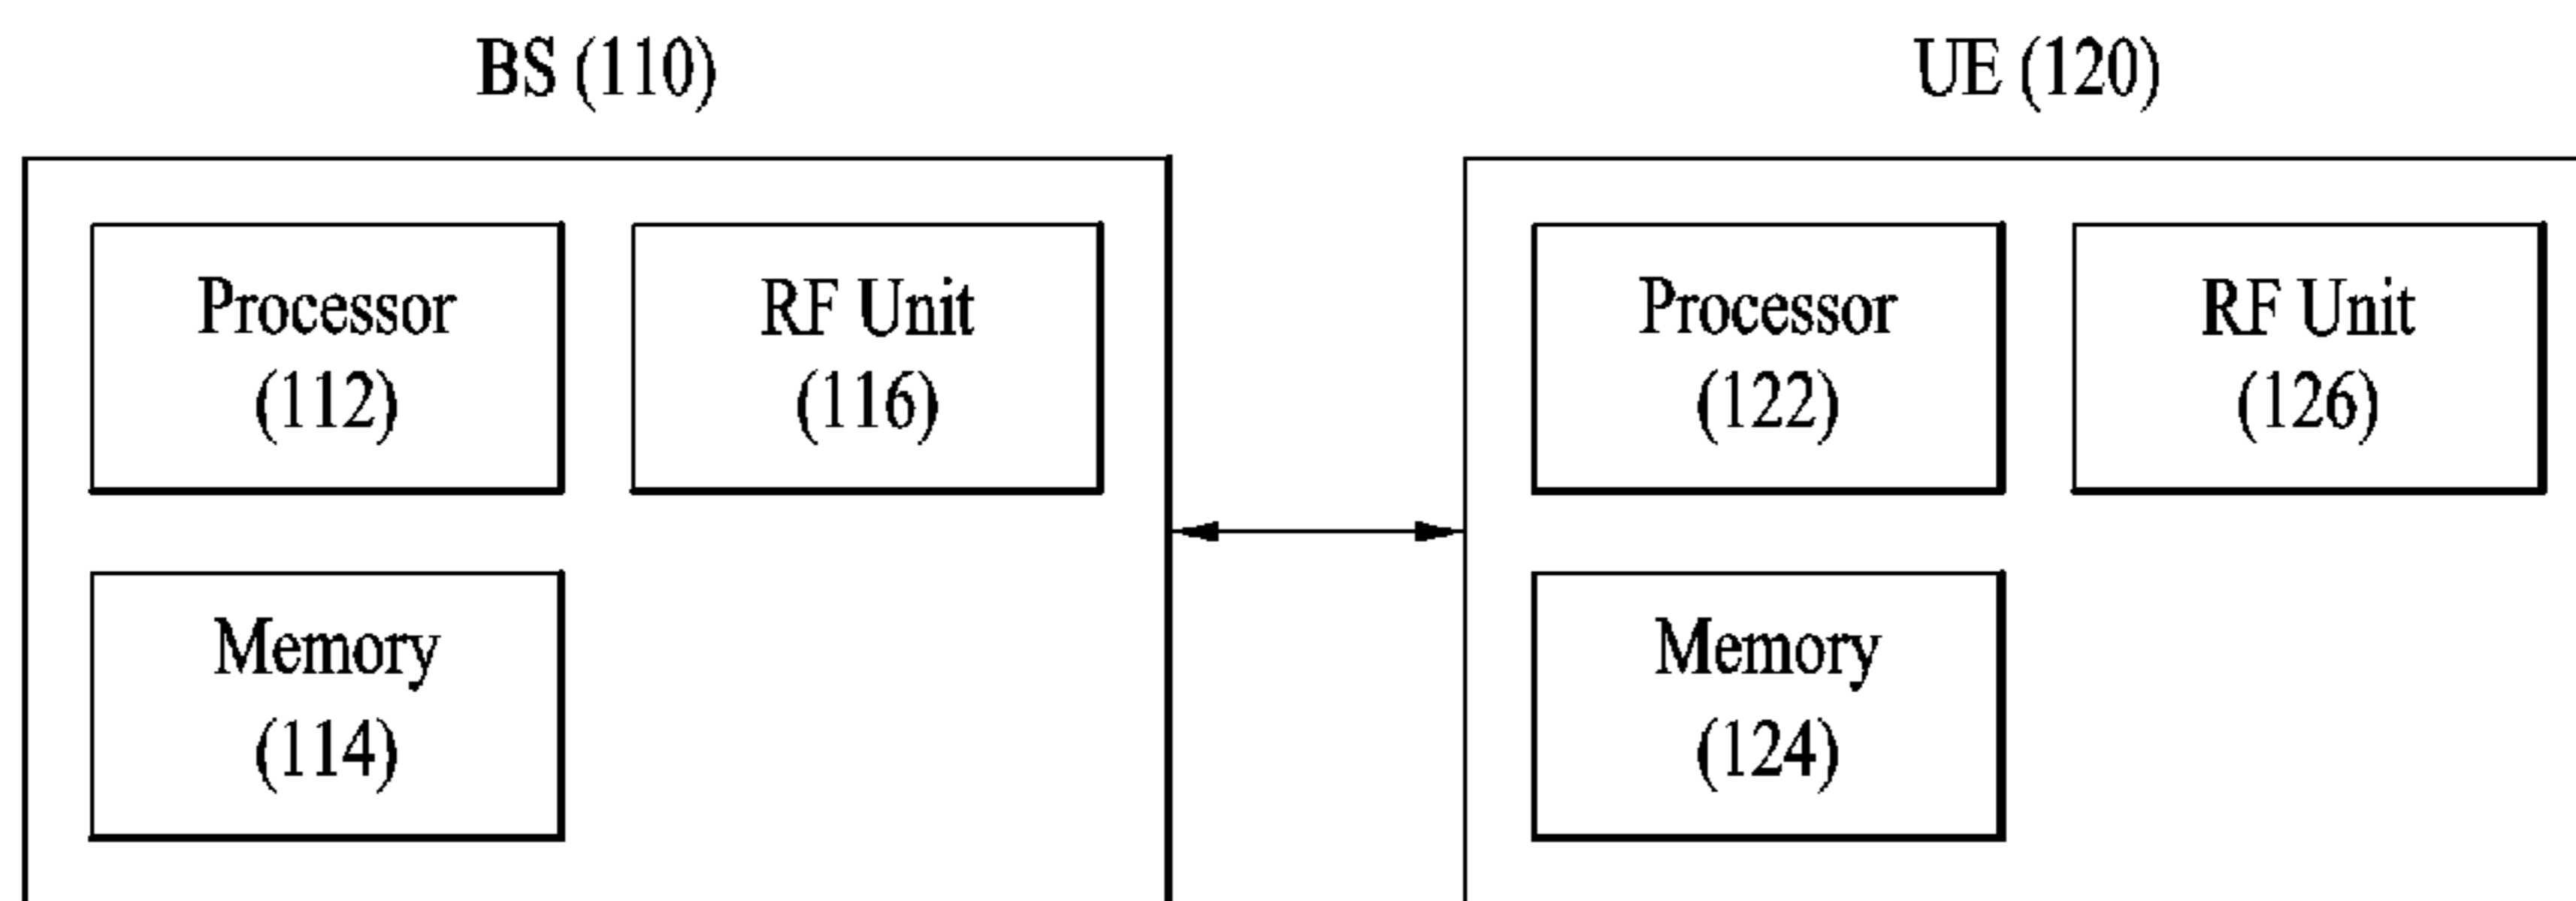 BS (110)
UE (120)
Processor
(112)
RF Unit
(116)
Memory
(114)
Processor
(122)
RF Unit
(126)
Memory
(124)